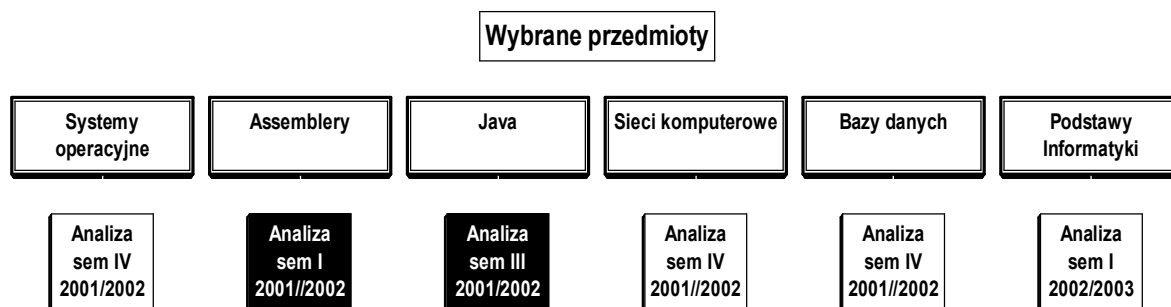 Wybrane przedmioty
Systemy
operacyjne
Assemblery
Java
Sieci komputerowe
Bazy danych
Podstawy
Informatyki
Analiza
sem IV
2001/2002
Analiza
sem I
2001//2002
Analiza
sem III
2001/2002
Analiza
sem IV
2001//2002
Analiza
sem IV
2001//2002
Analiza
sem I
2002/2003